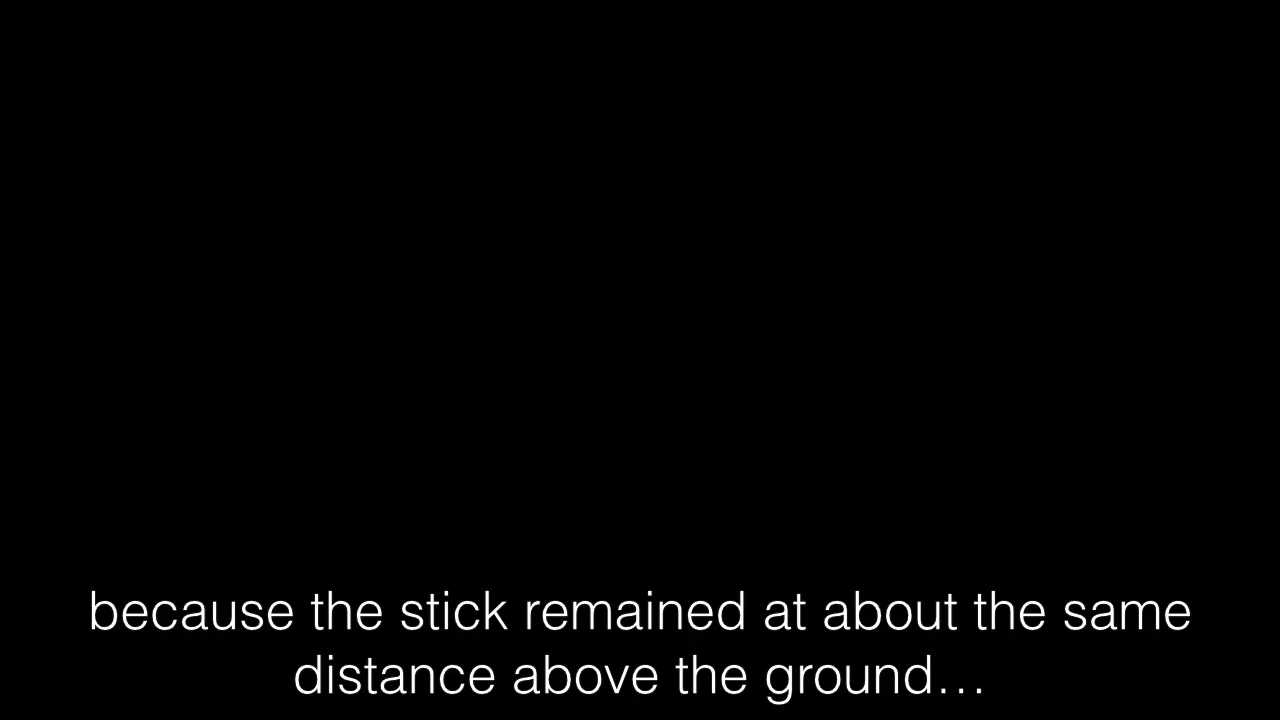 because the stick remained at about the same
distance above the ground…